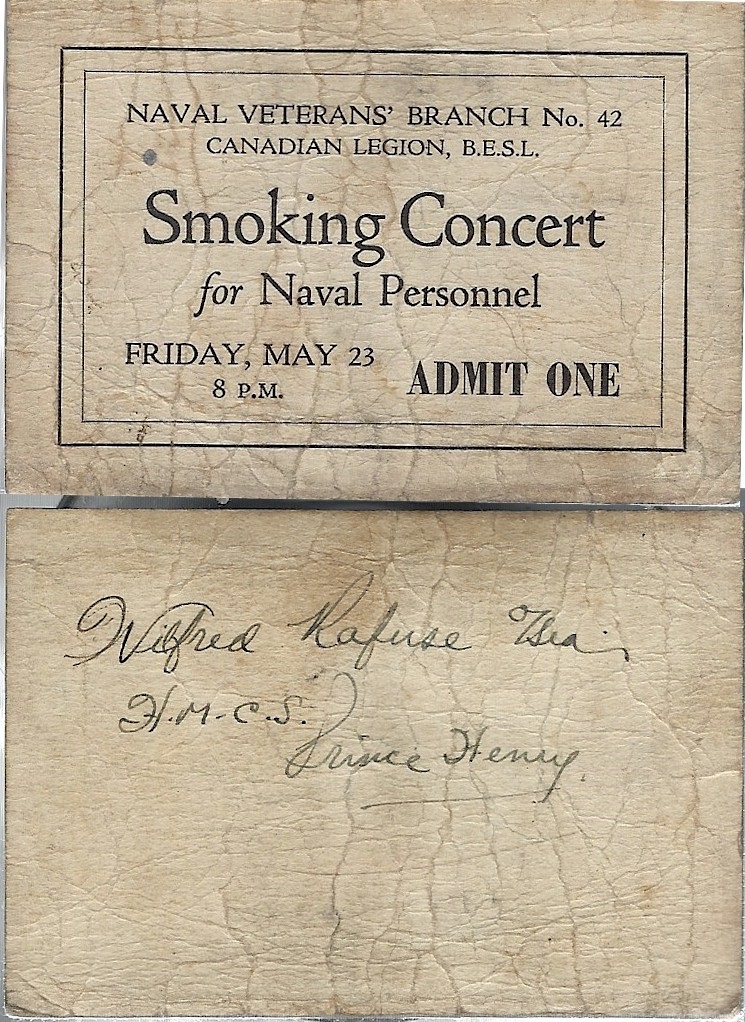 NAVAL VETERANS' BRANCH No. 42
CANADIAN LEGION, B.E.S.L.
Smoking Concert
for Naval Personnel
FRIDAY, MAY 23
8 P.M.
ADMIT ONE
Wilfred Rafuse
H.M.C.S.
Prince Henry